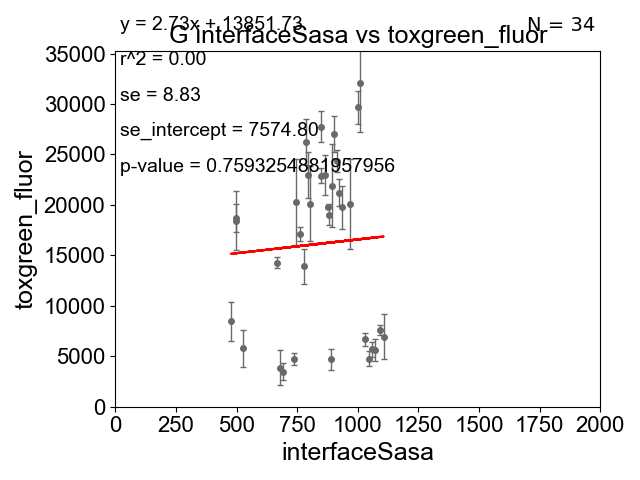 y = 2.73x + 13851.73
N = 34
G interfaceSasa vs toxgreen_fluor
r^2 = 0.00
se = 8.83
se_intercept = 7574.80
p-value = 0.7593254881957956
toxgreen_fluor
35000
30000
25000
20000
15000
10000
5000
0
0 250 500 750 1000 1250 1500 1750 2000
interfaceSasa